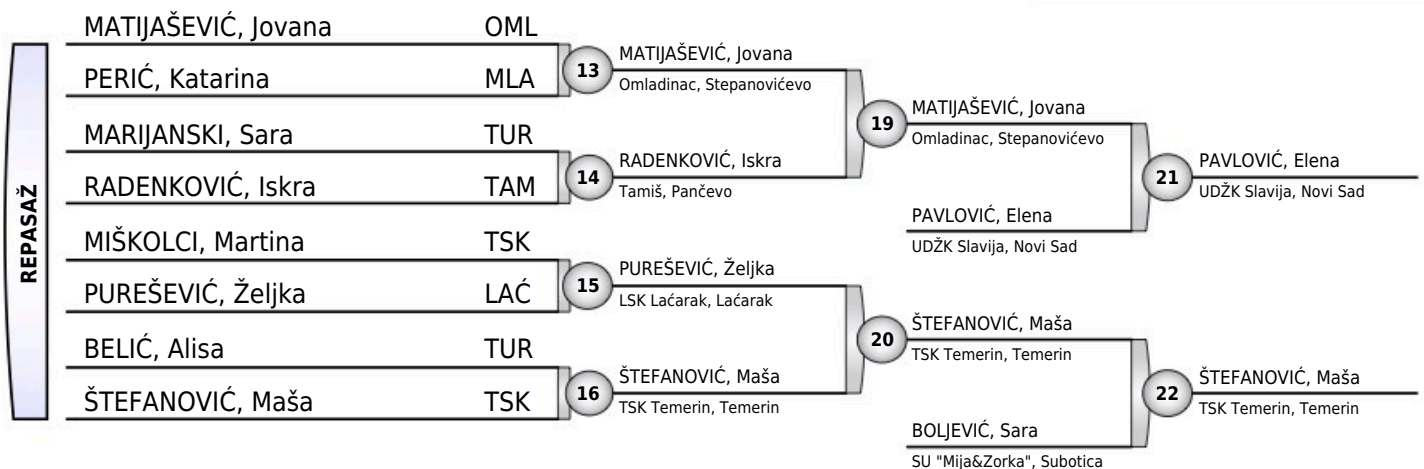 REPASAŽ
MATIJAŠEVIĆ, Jovana OML
PERIĆ, Katarina MLA
MARIJANSKI, Sara TUR
RADENKOVIĆ, Iskra TAM
MIŠKOLCI, Martina TSK
PUREŠEVIĆ, Željka LAĆ
BELIĆ, Alisa TUR
ŠTEFANOVIĆ, Maša TSK
13
MATIJAŠEVIĆ, Jovana
Omladinac, Stepanovićevo
14
RADENKOVIĆ, Iskra
Tamiš, Pančevo
15
PUREŠEVIĆ, Željka
LSK Laćarak, Laćarak
16
ŠTEFANOVIĆ, Maša
TSK Temerin, Temerin
19
MATIJAŠEVIĆ, Jovana
Omladinac, Stepanovićevo
PAVLOVIĆ, Elena
UDŽK Slavija, Novi Sad
20
ŠTEFANOVIĆ, Maša
TSK Temerin, Temerin
BOLJEVIĆ, Sara
SU "Mija&Zorka", Subotica
21
PAVLOVIĆ, Elena
UDŽK Slavija, Novi Sad
22
ŠTEFANOVIĆ, Maša
TSK Temerin, Temerin